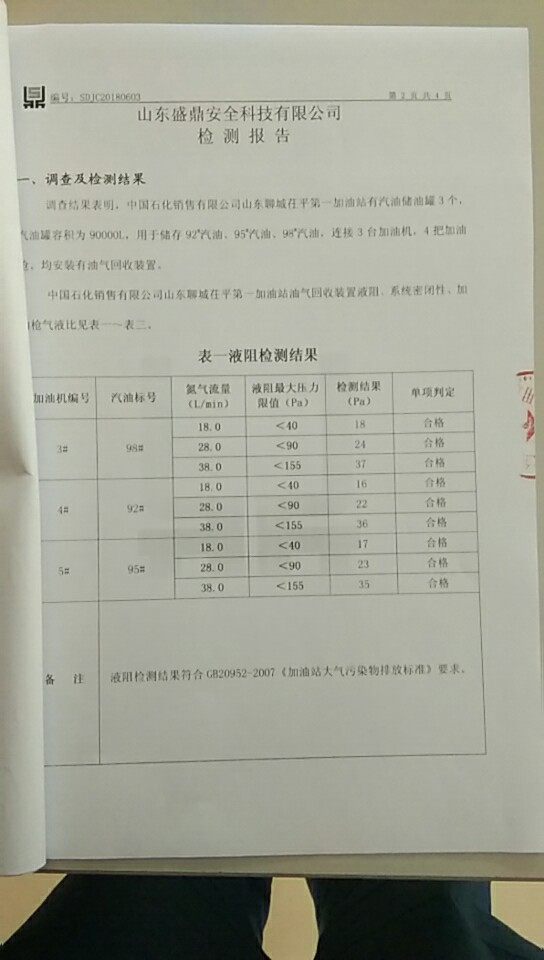 编号：SDJC20180603 第 2 页 共 4 页
山东盛鼎安全科技有限公司
检 测 报 告
一、调查及检测结果
调查结果表明，中国石化销售有限公司山东聊城茌平第一加油站有汽油储油罐 3 个，
汽油罐容积为 90000L，用于储存 92#汽油、95#汽油、98#汽油，连接 3 台加油机，4 把加油
枪，均安装有油气回收装置。
中国石化销售有限公司山东聊城茌平第一加油站油气回收装置液阻、系统密闭性、加
油枪气液比见表一～表三。
表一液阻检测结果
加油机编号 汽油标号 氮气流量（L/min） 液阻最大压力限值（Pa） 检测结果（Pa） 单项判定
3# 98# 18.0 <40 18 合格
28.0 <90 24 合格
38.0 <155 37 合格
4# 92# 18.0 <40 16 合格
28.0 <90 22 合格
38.0 <155 36 合格
5# 95# 18.0 <40 17 合格
28.0 <90 23 合格
38.0 <155 35 合格
备 注 液阻检测结果符合 GB20952-2007《加油站大气污染物排放标准》要求。